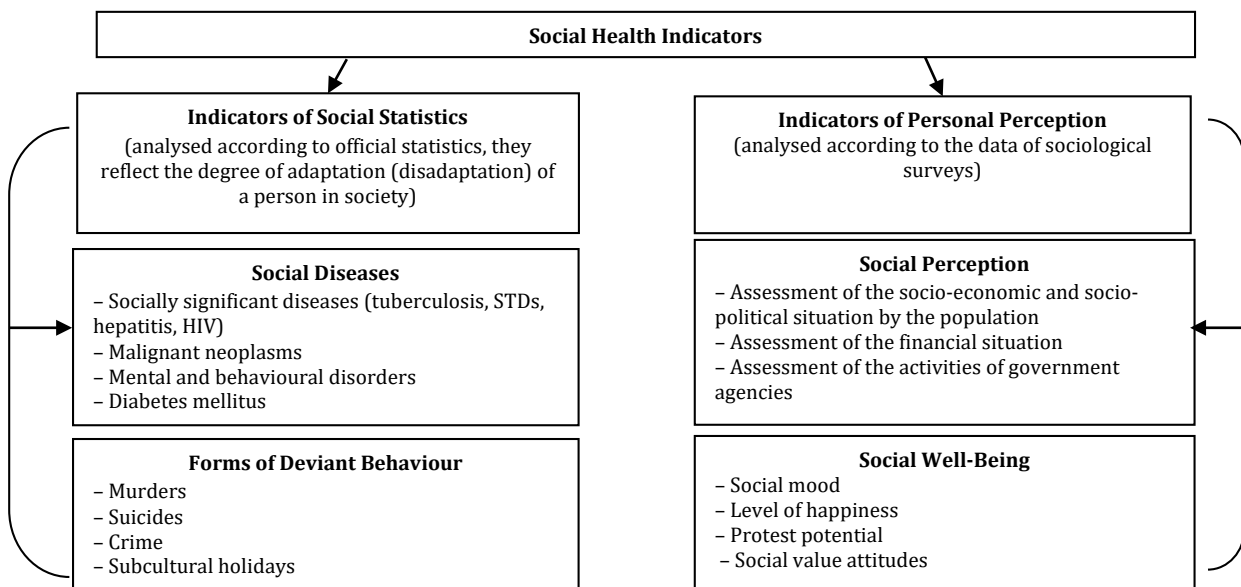 Social Health Indicators
Indicators of Social Statistics
(analysed according to official statistics, they
reflect the degree of adaptation (disadaptation) of
a person in society)
Indicators of Personal Perception
(analysed according to the data of sociological
surveys)
Social Diseases
– Socially significant diseases (tuberculosis, STDs,
hepatitis, HIV)
– Malignant neoplasms
– Mental and behavioural disorders
– Diabetes mellitus
Social Perception
– Assessment of the socio-economic and socio-
political situation by the population
– Assessment of the financial situation
– Assessment of the activities of government
agencies
Forms of Deviant Behaviour
– Murders
– Suicides
– Crime
– Subcultural holidays
Social Well-Being
– Social mood
– Level of happiness
– Protest potential
– Social value attitudes